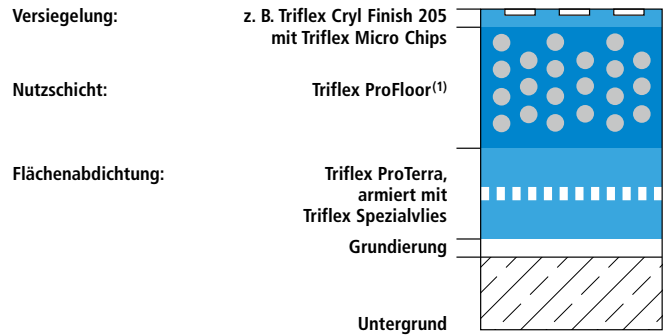 Versiegelung: z. B. Triflex Cryl Finish 205
mit Triflex Micro Chips
Nutzschicht: Triflex ProFloor(1)
Flächenabdichtung: Triflex ProTerra,
armiert mit
Triflex Spezialvlies
Grundierung
Untergrund